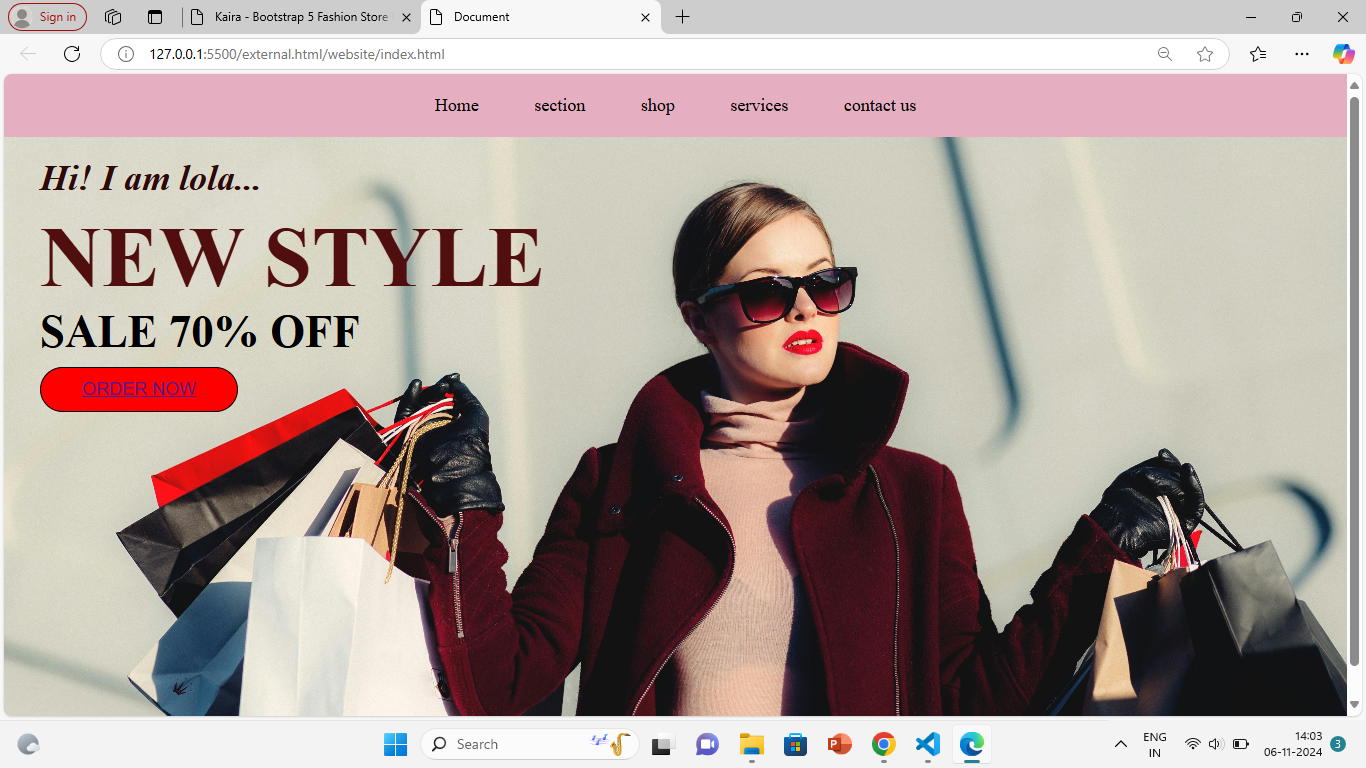 Sign in
Kaira - Bootstrap 5 Fashion Store
Document
127.0.0.1:5500/external.html/website/index.html
Home section shop services contact us
Hi! I am lola...
NEW STYLE
SALE 70% OFF
ORDER NOW
Search
ENG
IN
14:03
06-11-2024
3